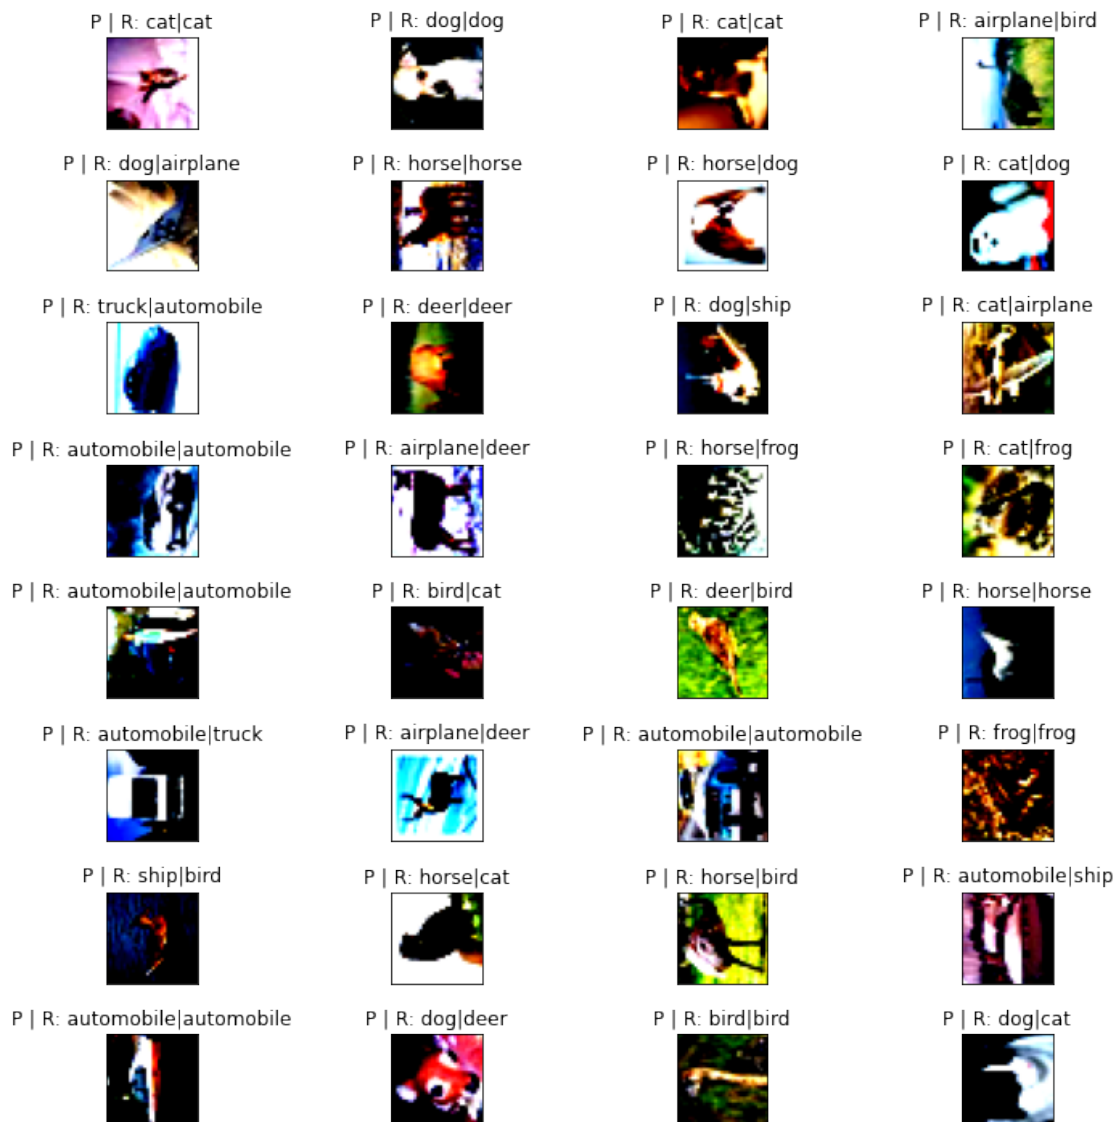 P | R: cat|cat
P | R: dog|dog
P | R: cat|cat
P | R: airplane|bird
P | R: dog|airplane
P | R: horse|horse
P | R: horse|dog
P | R: cat|dog
P | R: truck|automobile
P | R: deer|deer
P | R: dog|ship
P | R: cat|airplane
P | R: automobile|automobile
P | R: airplane|deer
P | R: horse|frog
P | R: cat|frog
P | R: automobile|automobile
P | R: bird|cat
P | R: deer|bird
P | R: horse|horse
P | R: automobile|truck
P | R: airplane|deer
P | R: automobile|automobile
P | R: frog|frog
P | R: ship|bird
P | R: horse|cat
P | R: horse|bird
P | R: automobile|ship
P | R: automobile|automobile
P | R: dog|deer
P | R: bird|bird
P | R: dog|cat